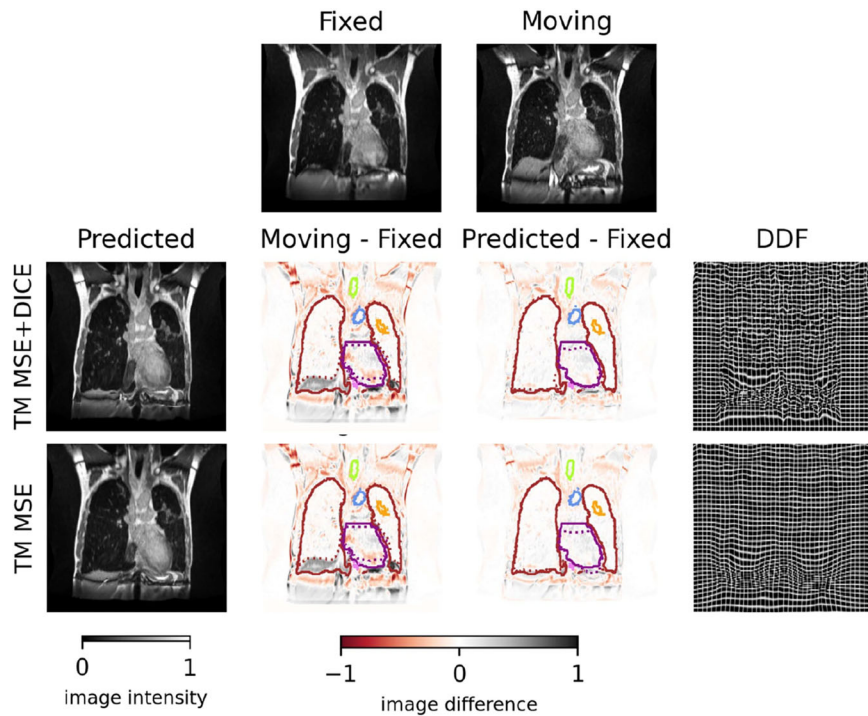 Fixed Moving
Predicted Moving - Fixed Predicted - Fixed DDF
TM MSE+DICE
TM MSE
0 1
image intensity
−1 0 1
image difference